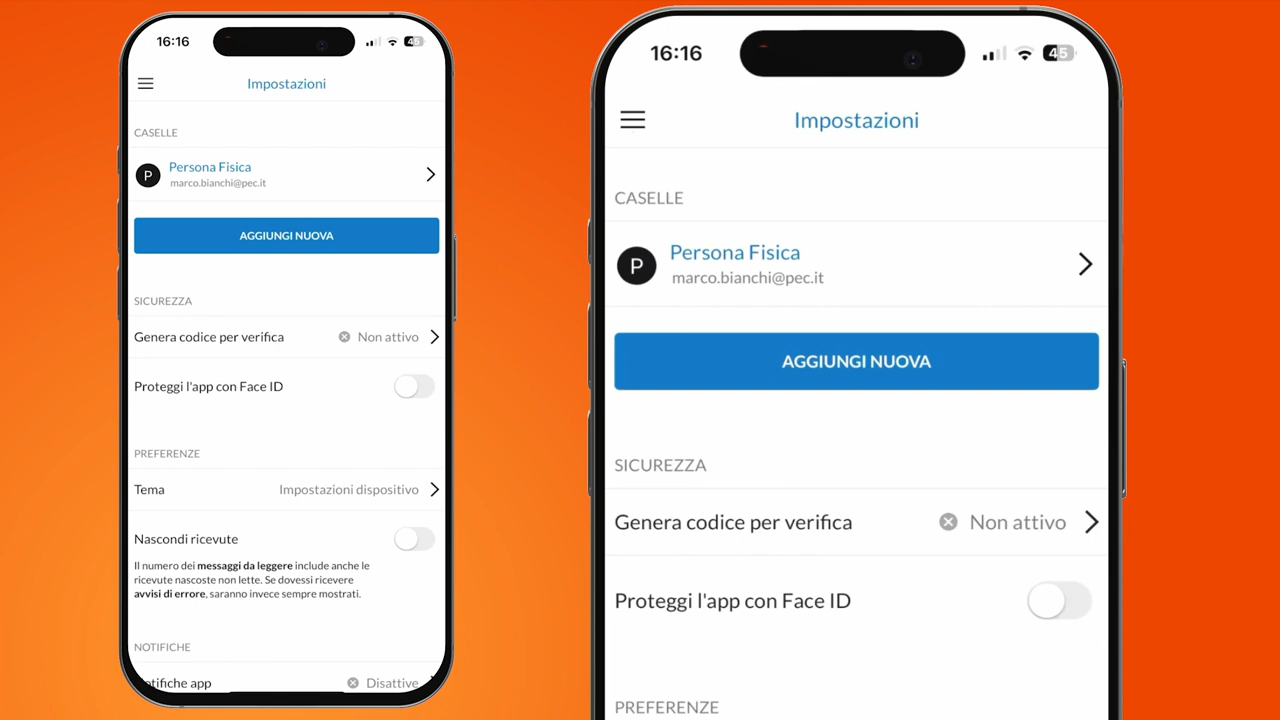 16:16
45
Impostazioni
CASELLE
P
Persona Fisica
marco.bianchi@pec.it
AGGIUNGI NUOVA
SICUREZZA
Genera codice per verifica
Non attivo
Proteggi l'app con Face ID
PREFERENZE
Tema
Impostazioni dispositivo
Nascondi ricevute
Il numero dei messaggi da leggere include anche le
ricevute nascoste non lette. Se dovessi ricevere
avvisi di errore, saranno invece sempre mostrati.
NOTIFICHE
app
Disattive
16:16
45
Impostazioni
CASELLE
P
Persona Fisica
marco.bianchi@pec.it
AGGIUNGI NUOVA
SICUREZZA
Genera codice per verifica
Non attivo
Proteggi l'app con Face ID
PREFERENZE